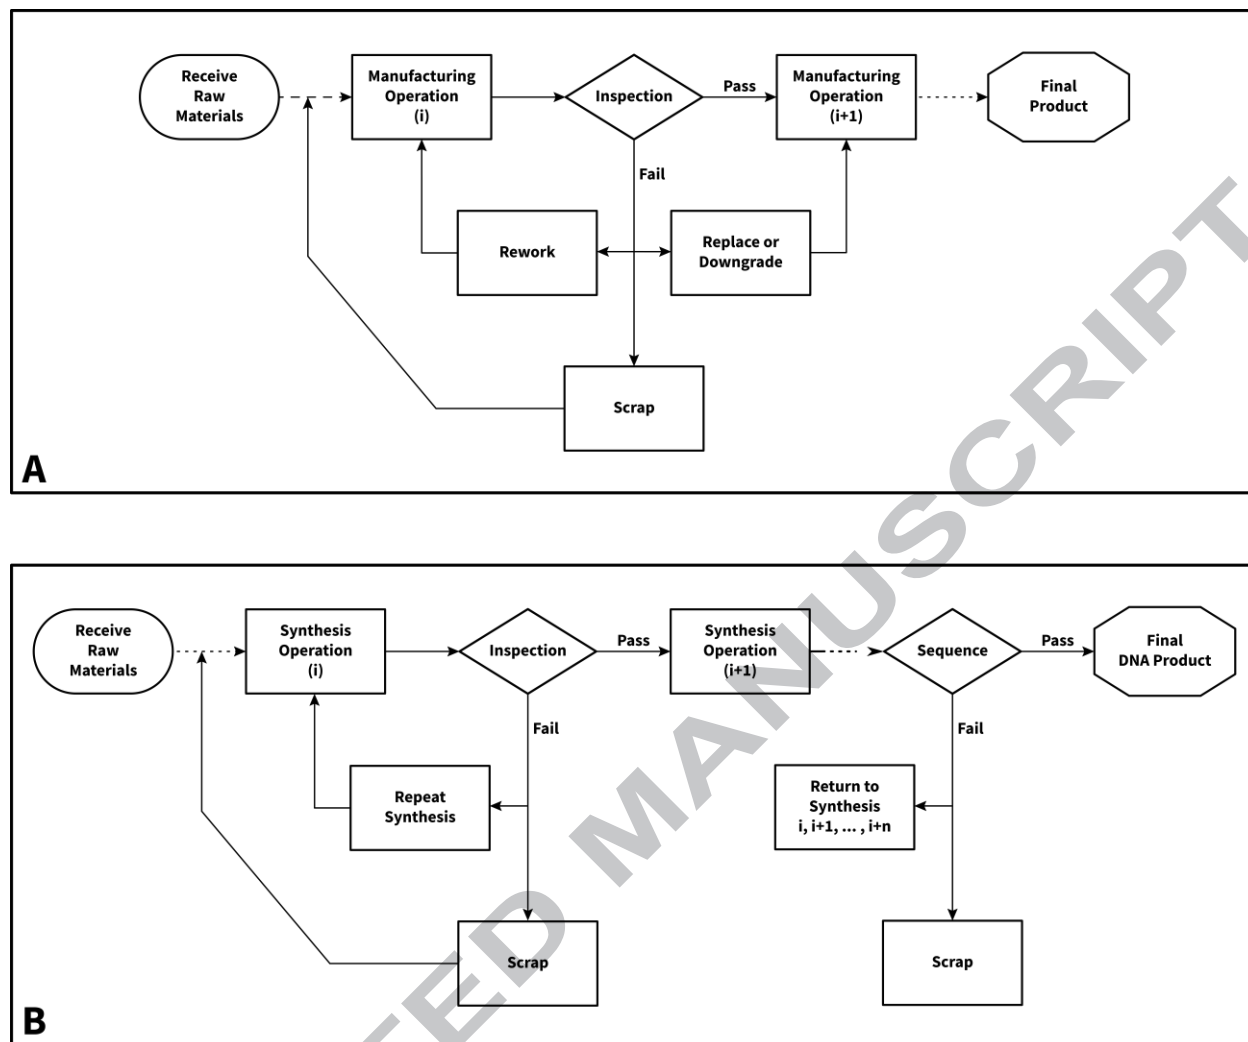 Receive
Raw
Materials
Manufacturing
Operation
(i)
Inspection
Pass
Manufacturing
Operation
(i+1)
Final
Product
Fail
Rework
Replace or
Downgrade
Scrap
A
Receive
Raw
Materials
Synthesis
Operation
(i)
Inspection
Pass
Synthesis
Operation
(i+1)
Sequence
Pass
Final
DNA Product
Fail
Fail
Repeat
Synthesis
Return to
Synthesis
i, i+1, ... , i+n
Scrap
Scrap
B
TED MANUSCRIPT